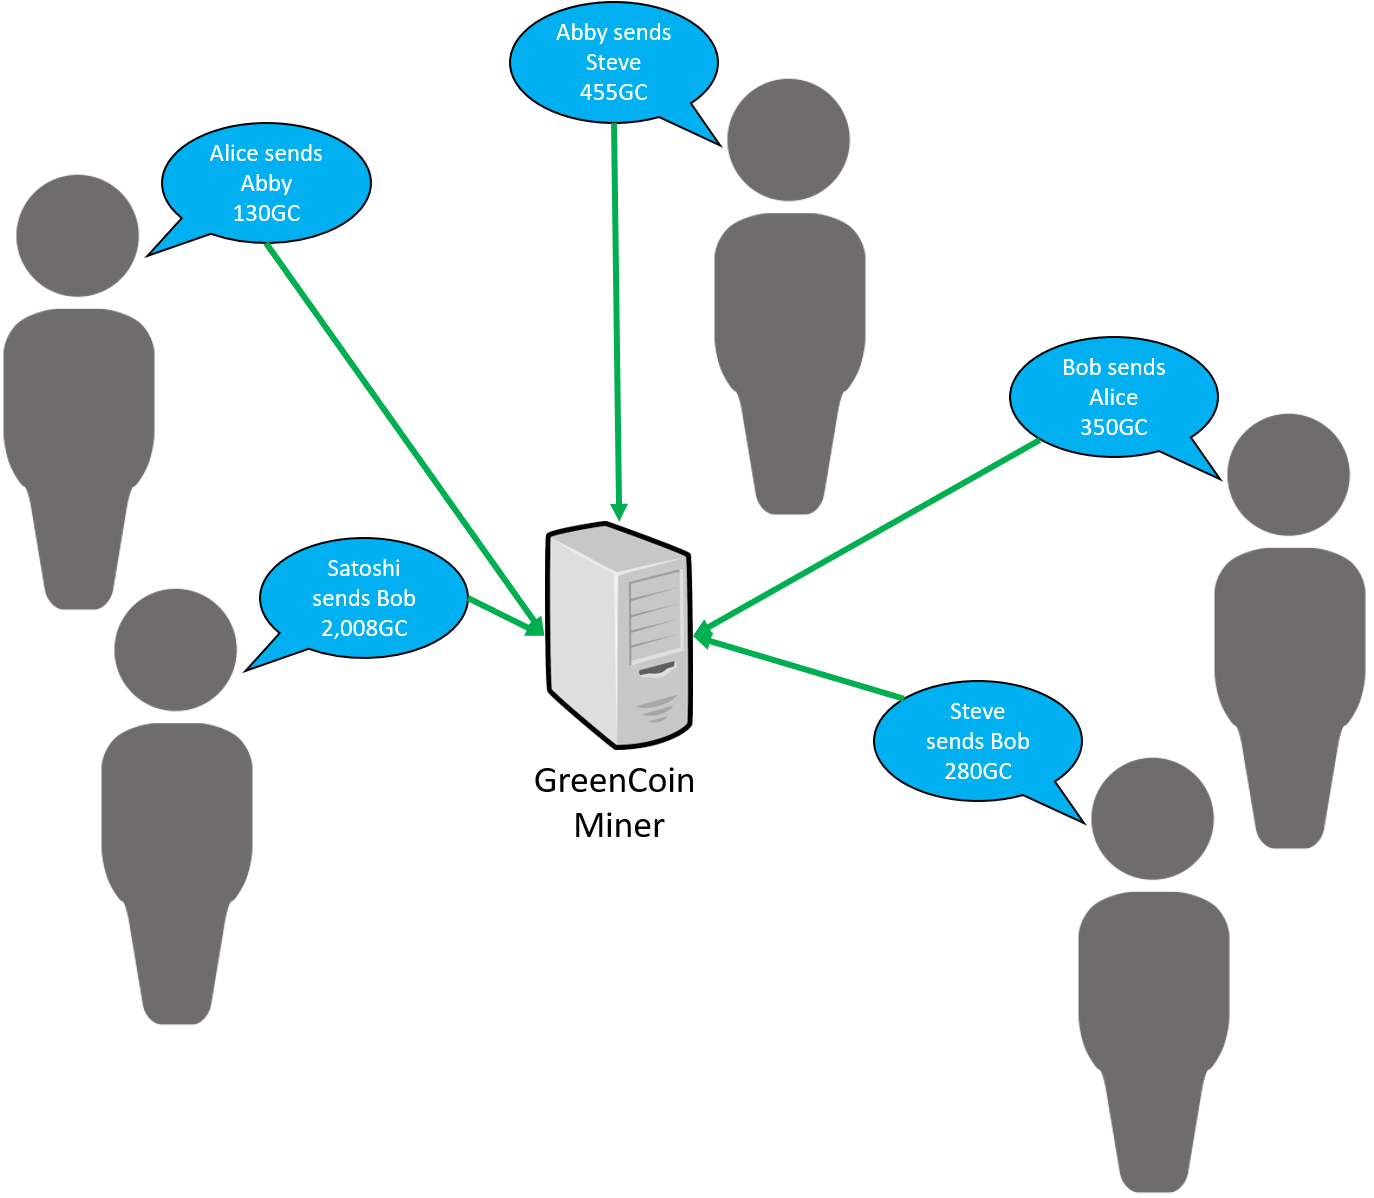 Abby sends
Steve
455GC
Alice sends
Abby
130GC
Bob sends
Alice
350GC
Satoshi
sends Bob
2,008GC
Steve
sends Bob
280GC
GreenCoin
Miner